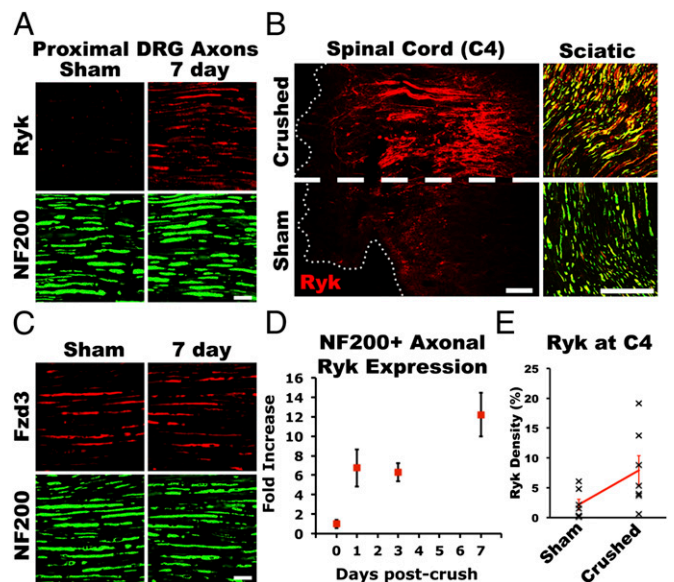 A
Proximal DRG Axons
Sham 7 day
Ryk
NF200
B
Spinal Cord (C4) Sciatic
Crushed
Sham
Ryk
C
Sham 7 day
Fzd3
NF200
D
NF200+ Axonal
Ryk Expression
Fold Increase
16
14
12
10
8
6
4
2
0
0 1 2 3 4 5 6 7
Days post-crush
E
Ryk at C4
Ryk Density (%)
25
20
15
10
5
0
Sham
Crushed